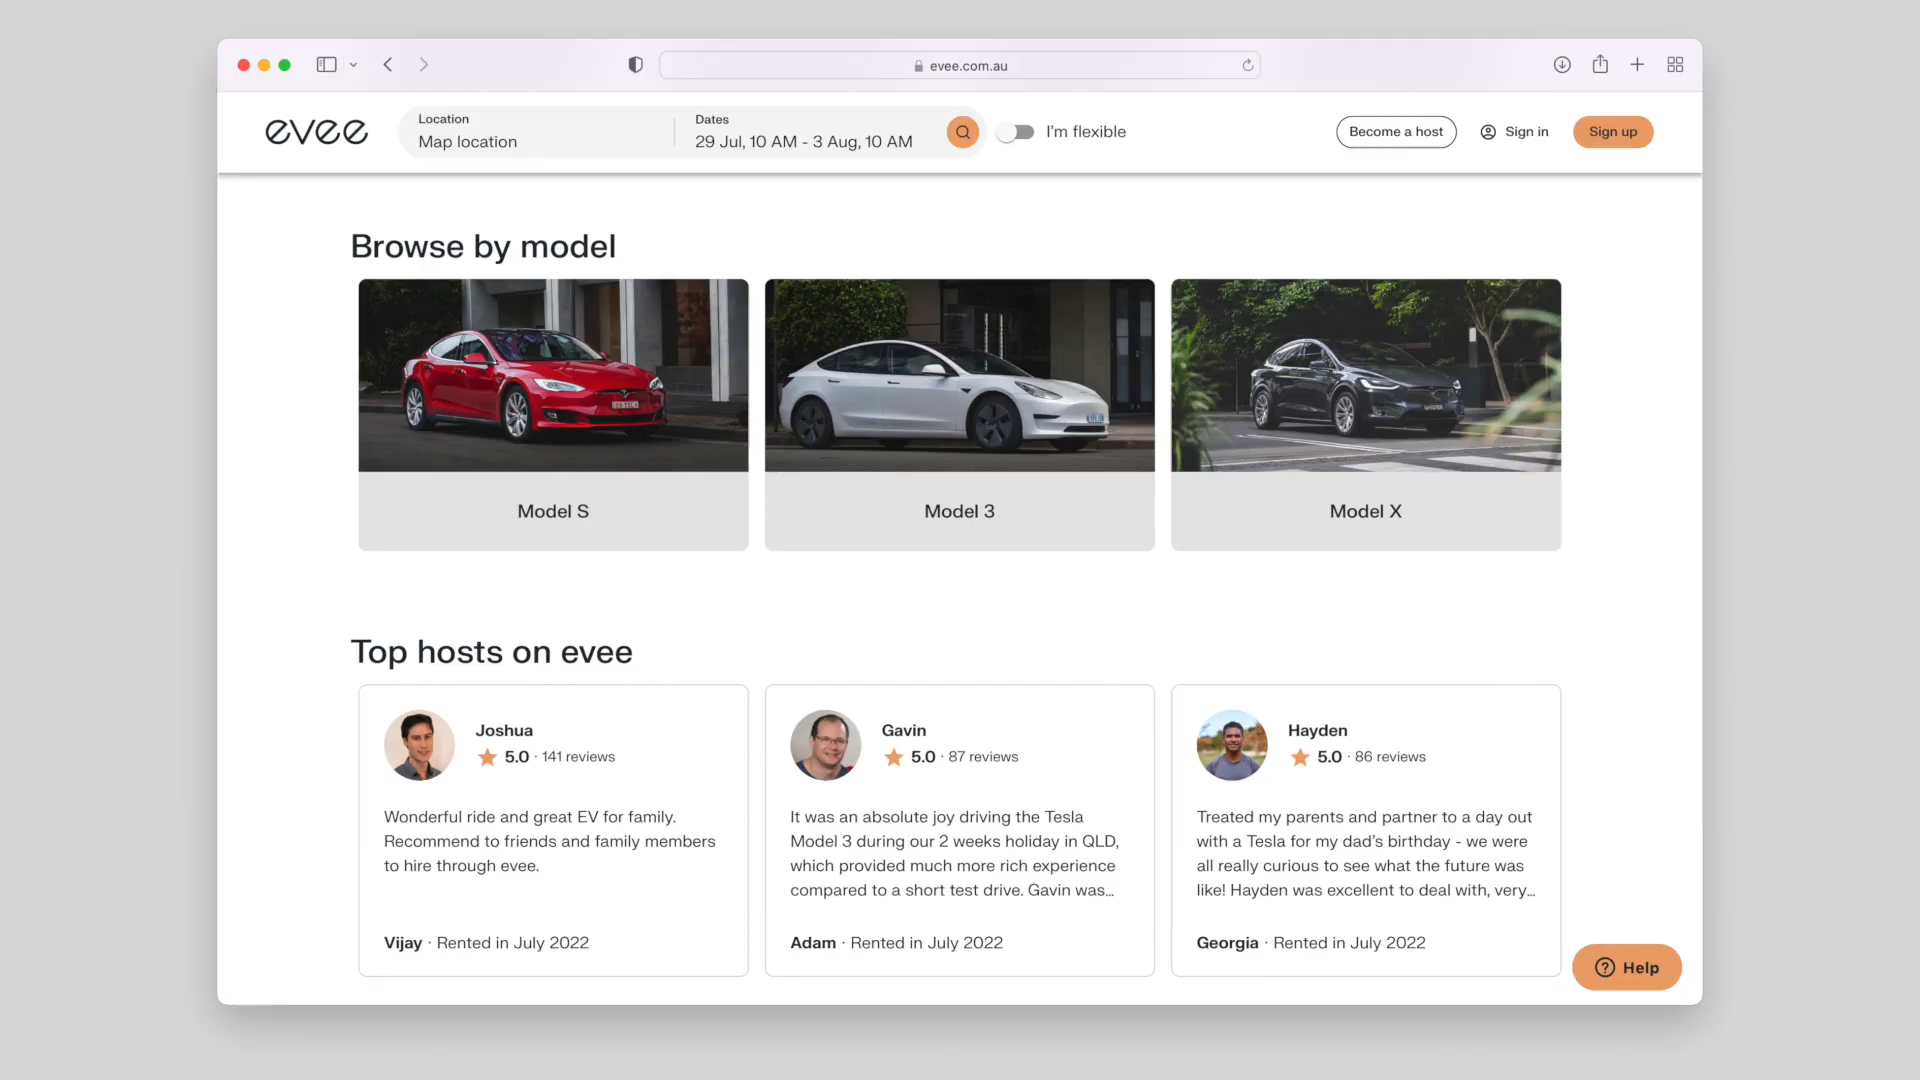 evee.com.au
evee
Location
Map location
Dates
29 Jul, 10 AM - 3 Aug, 10 AM
I'm flexible
Become a host
Sign in
Sign up
Browse by model
Model S
Model 3
Model X
Top hosts on evee
Joshua
5.0 · 141 reviews
Wonderful ride and great EV for family.
Recommend to friends and family members
to hire through evee.
Vijay · Rented in July 2022
Gavin
5.0 · 87 reviews
It was an absolute joy driving the Tesla
Model 3 during our 2 weeks holiday in QLD,
which provided much more rich experience
compared to a short test drive. Gavin was...
Adam · Rented in July 2022
Hayden
5.0 · 86 reviews
Treated my parents and partner to a day out
with a Tesla for my dad's birthday - we were
all really curious to see what the future was
like! Hayden was excellent to deal with, very...
Georgia · Rented in July 2022
Help